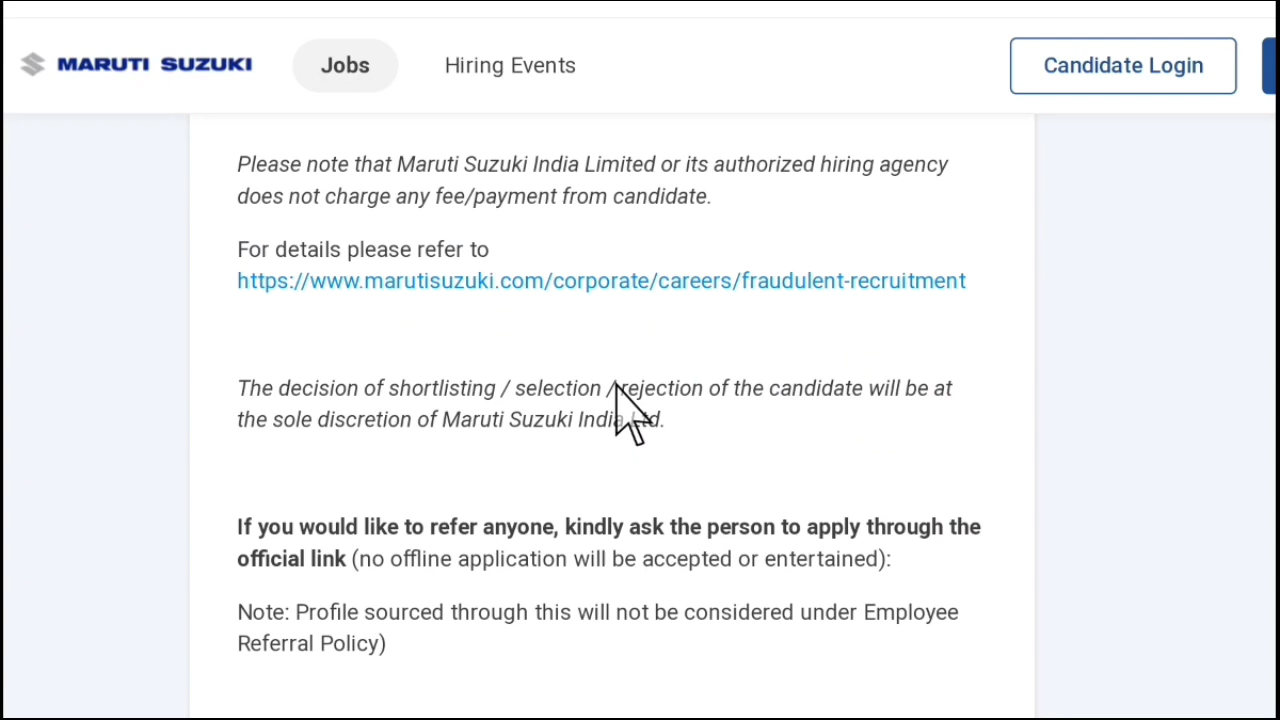 MARUTI SUZUKI
Jobs
Hiring Events
Candidate Login
Please note that Maruti Suzuki India Limited or its authorized hiring agency
does not charge any fee/payment from candidate.
For details please refer to
https://www.marutisuzuki.com/corporate/careers/fraudulent-recruitment
The decision of shortlisting / selection / rejection of the candidate will be at
the sole discretion of Maruti Suzuki India Ltd.
If you would like to refer anyone, kindly ask the person to apply through the
official link (no offline application will be accepted or entertained):
Note: Profile sourced through this will not be considered under Employee
Referral Policy)